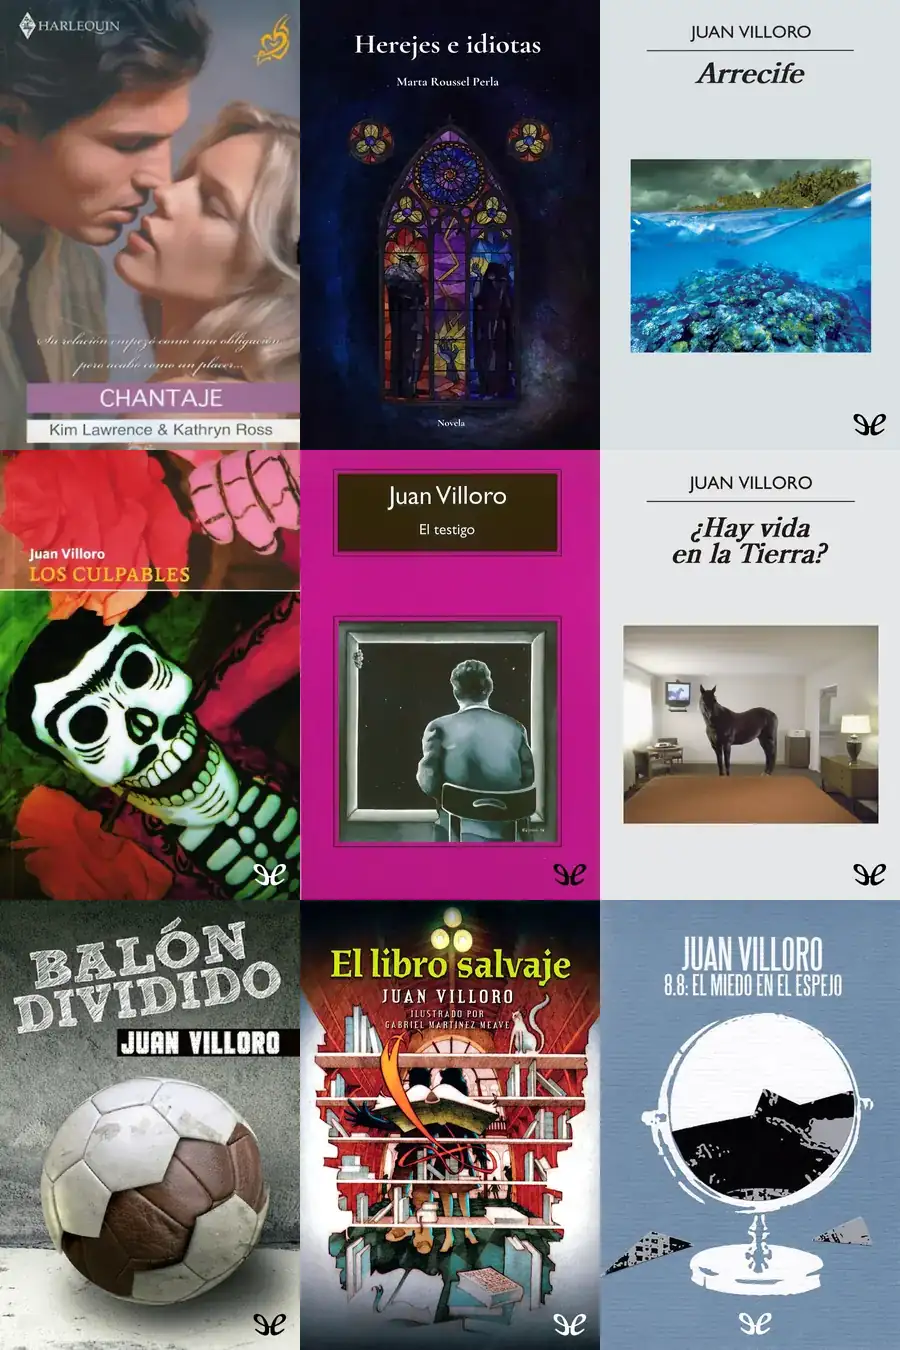 HARLEQUIN
Su relación empezó como una obligación
pero acabó como un placer...
CHANTAJE
Kim Lawrence & Kathryn Ross
Herejes e idiotas
Marta Roussel Perla
Novela
JUAN VILLORO
Arrecife
Juan Villoro
LOS CULPABLES
Juan Villoro
El testigo
JUAN VILLORO
¿Hay vida
en la Tierra?
BALÓN
DIVIDIDO
JUAN VILLORO
El libro salvaje
JUAN VILLORO
ILUSTRADO POR
GABRIEL MARTÍNEZ MEAVE
JUAN VILLORO
8.8: EL MIEDO EN EL ESPEJO